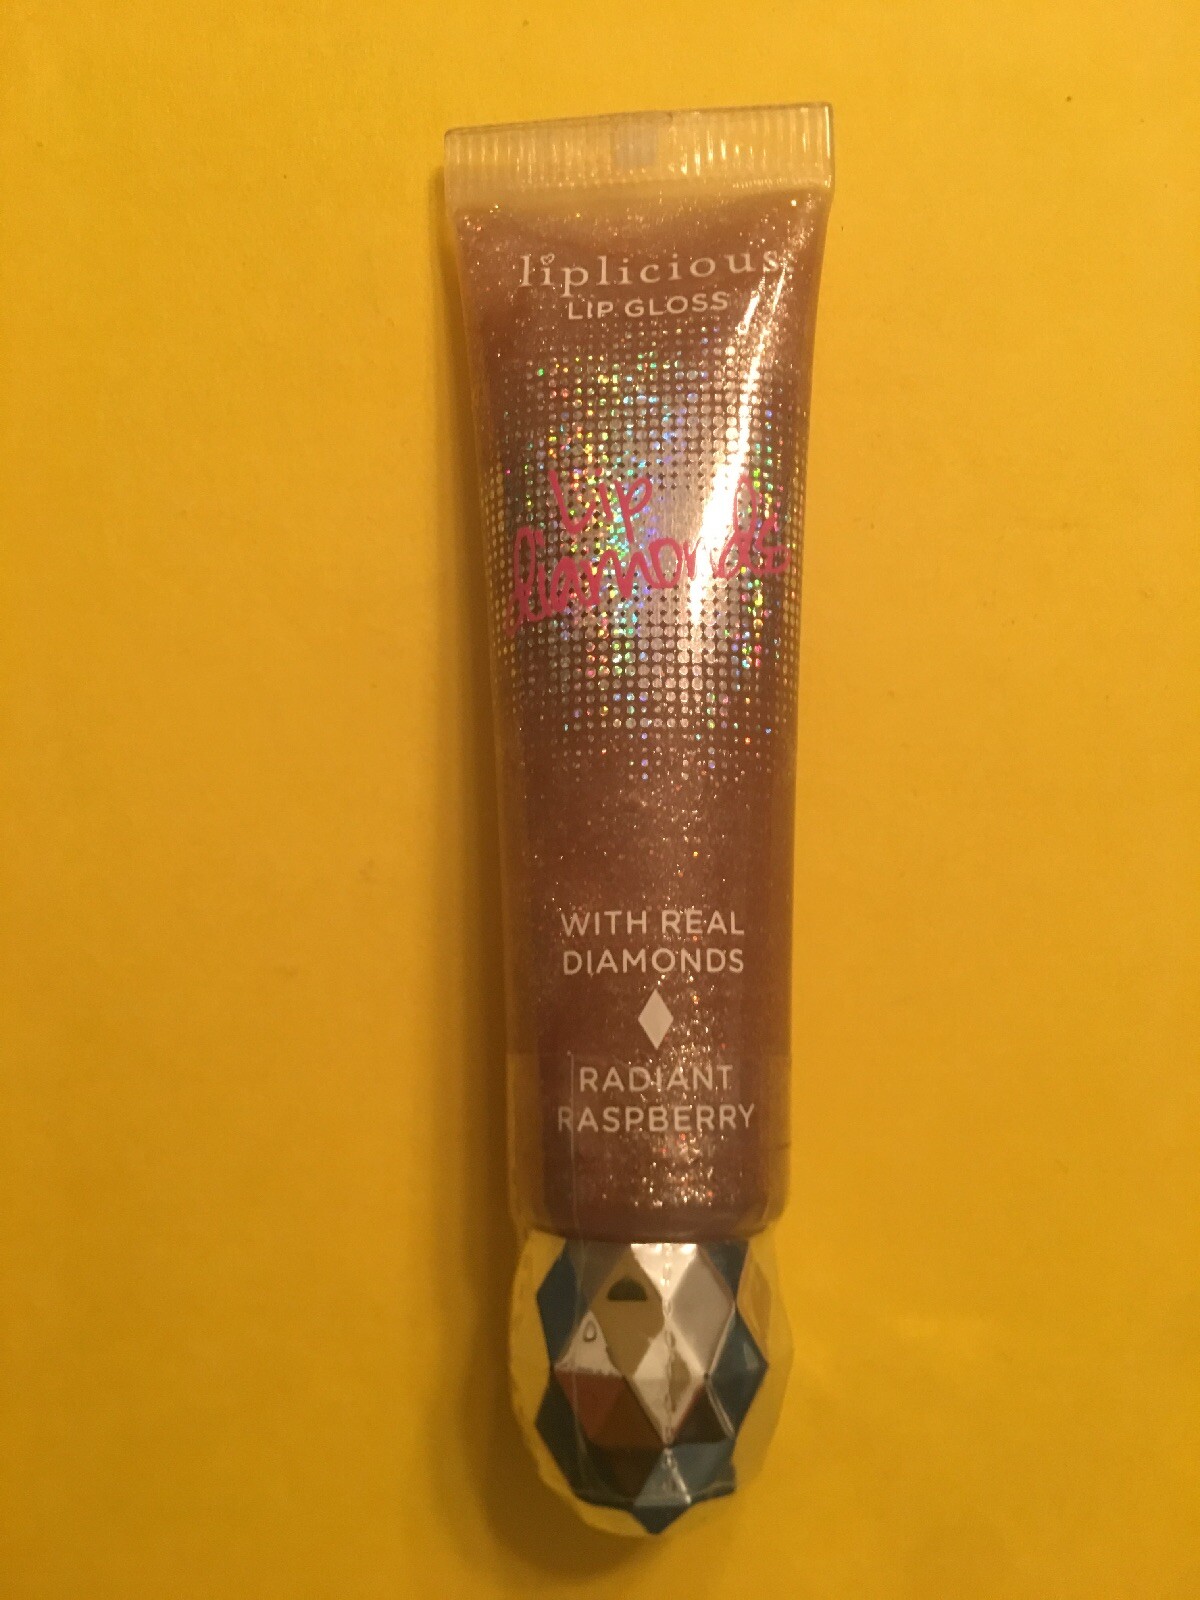 liplicious
LIP GLOSS
Lip
diamonds
WITH REAL
DIAMONDS
RADIANT
RASPBERRY